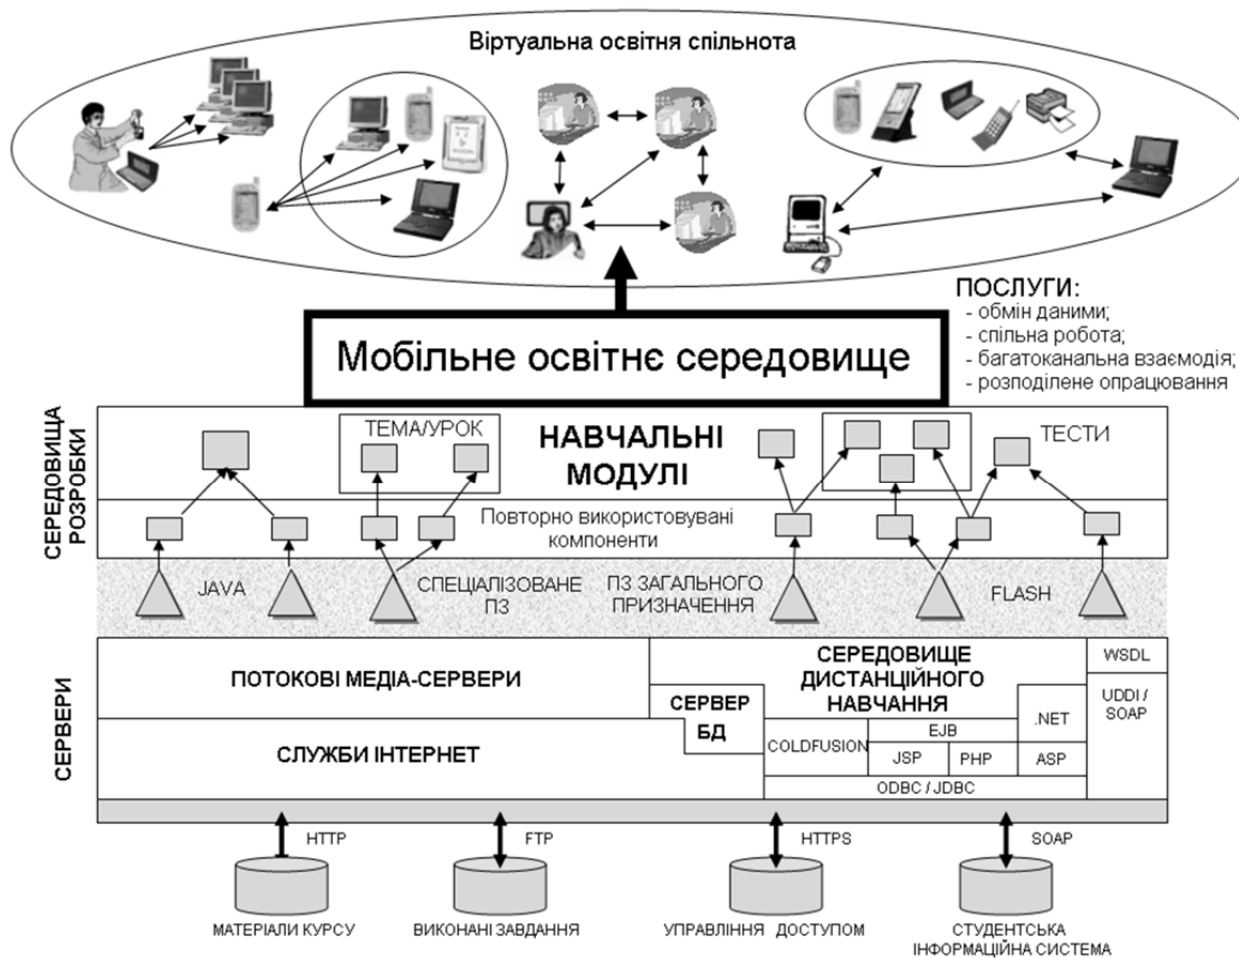 Віртуальна освітня спільнота
ПОСЛУГИ:
- обмін даними;
- спільна робота;
- багатоканальна взаємодія;
- розподілене опрацювання
Мобільне освітнє середовище
СЕРЕДОВИЩА
РОЗРОБКИ
ТЕМА/УРОК
НАВЧАЛЬНІ
МОДУЛІ
ТЕСТИ
Повторно використовувані
компоненти
JAVA
СПЕЦІАЛІЗОВАНЕ
ПЗ
ПЗ ЗАГАЛЬНОГО
ПРИЗНАЧЕННЯ
FLASH
СЕРВЕРИ
ПОТОКОВІ МЕДІА-СЕРВЕРИ
СЕРЕДОВИЩЕ
ДИСТАНЦІЙНОГО
НАВЧАННЯ
WSDL
СЕРВЕР
БД
.NET
UDDI /
SOAP
СЛУЖБИ ІНТЕРНЕТ
COLDFUSION
EJB
JSP
PHP
ASP
ODBC / JDBC
HTTP
FTP
HTTPS
SOAP
МАТЕРІАЛИ КУРСУ
ВИКОНАНІ ЗАВДАННЯ
УПРАВЛІННЯ ДОСТУПОМ
СТУДЕНТСЬКА
ІНФОРМАЦІЙНА СИСТЕМА